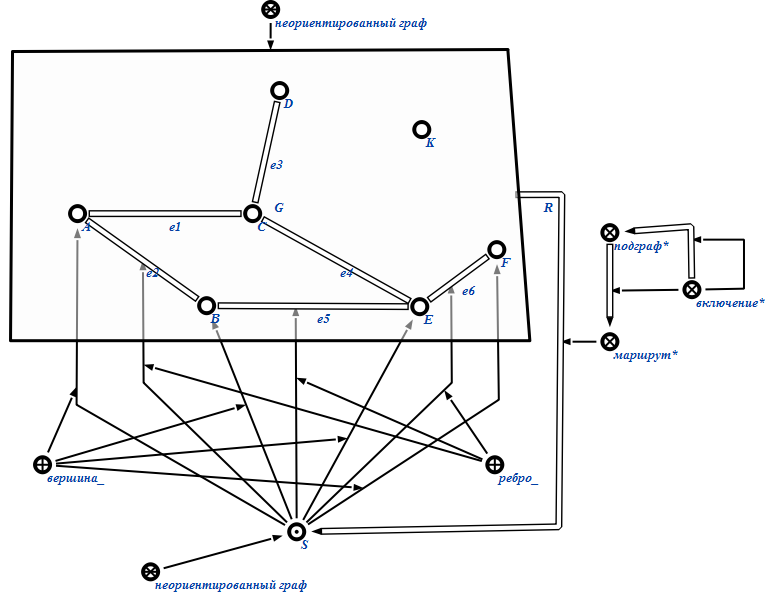 неориентированный граф
D
K
e3
A
e1
G
C
R
подграф*
F
e2
e4
e6
включение*
B
e5
E
маршрут*
вершина_
ребро_
S
неориентированный граф